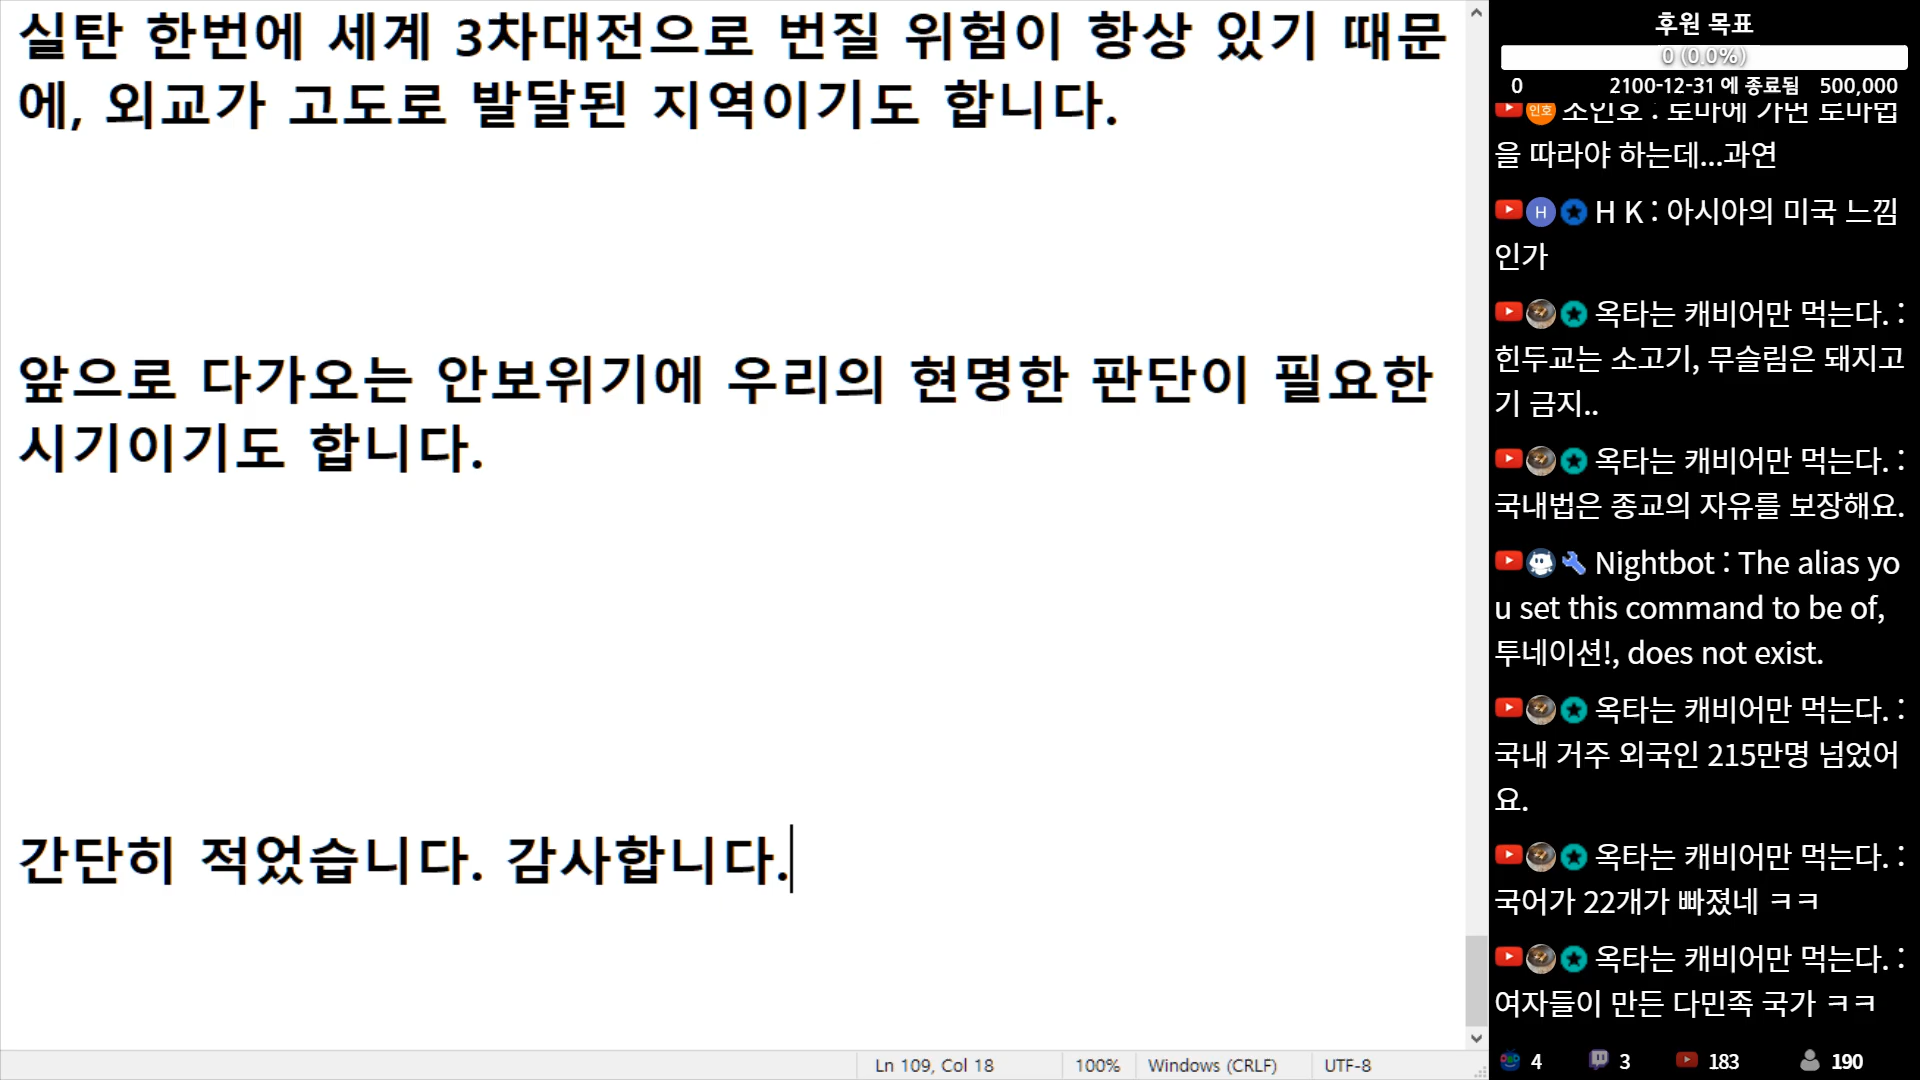 실탄 한번에 세계 3차대전으로 번질 위험이 항상 있기 때문
에, 외교가 고도로 발달된 지역이기도 합니다.
앞으로 다가오는 안보위기에 우리의 현명한 판단이 필요한
시기이기도 합니다.
간단히 적었습니다. 감사합니다.
Ln 109, Col 18
100%
Windows (CRLF)
UTF-8
후원 목표
0 (0.0%)
0 2100-12-31 에 종료됨 500,000
인호 조인호 : 로마에 가면 로마법
을 따라야 하는데...과연
H H K : 아시아의 미국 느낌
인가
옥타는 캐비어만 먹는다. :
힌두교는 소고기, 무슬림은 돼지고
기 금지..
옥타는 캐비어만 먹는다. :
국내법은 종교의 자유를 보장해요.
Nightbot : The alias yo
u set this command to be of,
투네이션!, does not exist.
옥타는 캐비어만 먹는다. :
국내 거주 외국인 215만명 넘었어
요.
옥타는 캐비어만 먹는다. :
국어가 22개가 빠졌네 ㅋㅋ
옥타는 캐비어만 먹는다. :
여자들이 만든 다민족 국가 ㅋㅋ
4 3 183 190